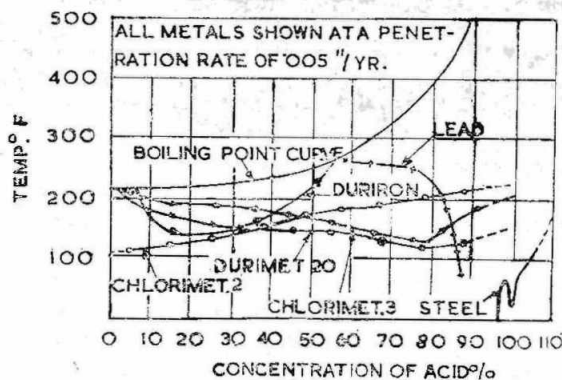 ALL METALS SHOWN AT A PENET-
RATION RATE OF 005 "/YR.
500
400
300
200
100
TEMP.° F
BOILING POINT CURVE
LEAD
DURIRON
DURIMET 20
CHLORIMET.2
CHLORIMET.3
STEEL
0 10 20 30 40 50 60 70 80 90 100 110
CONCENTRATION OF ACID%